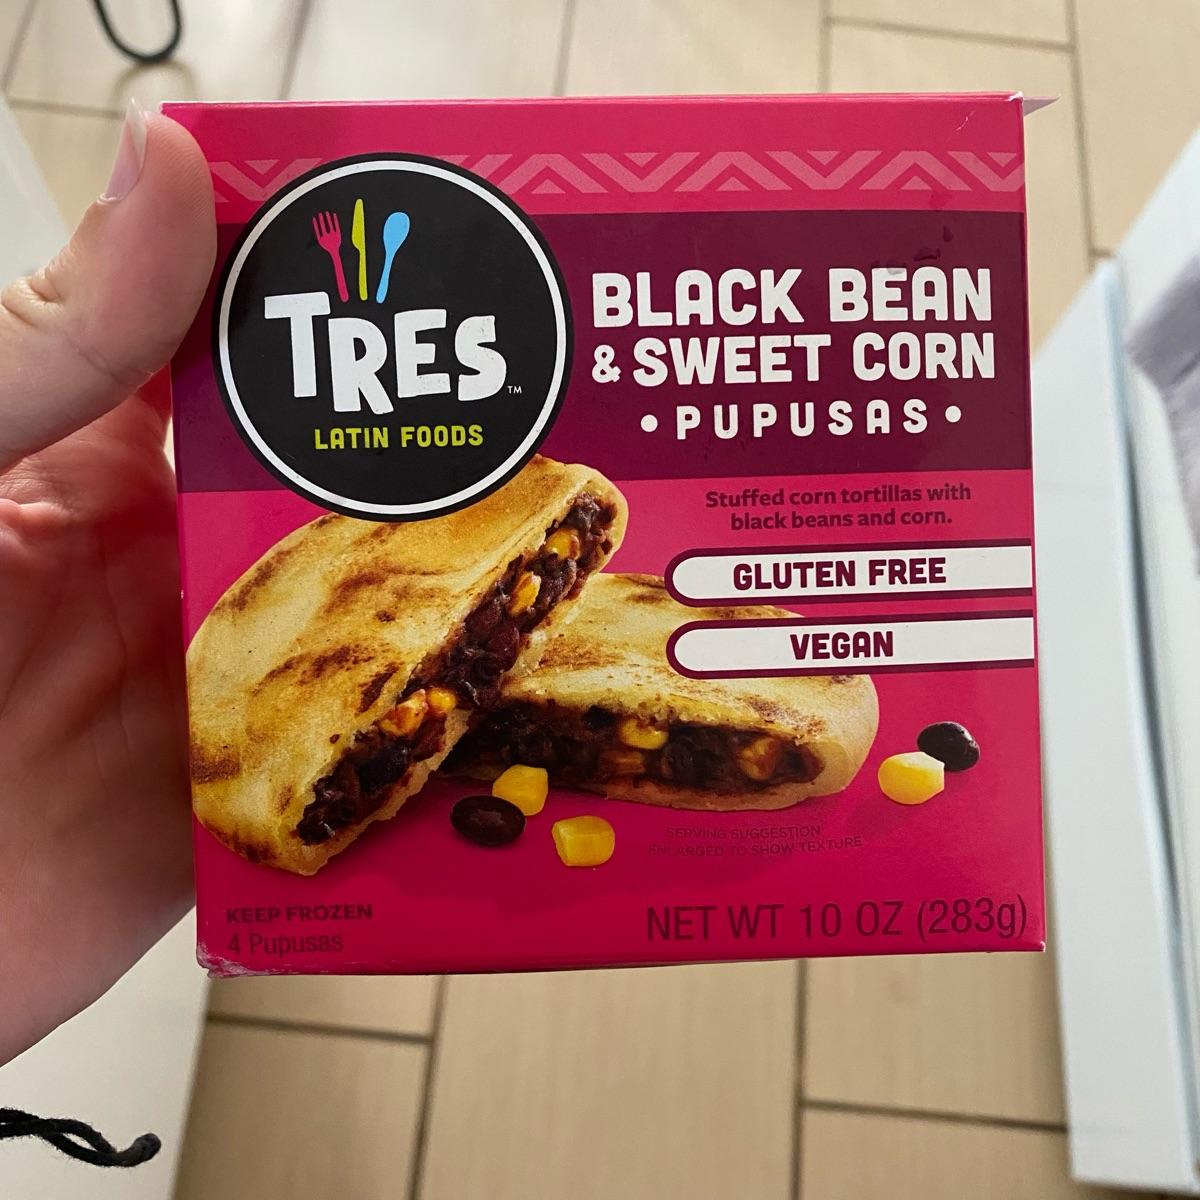 TRES™
LATIN FOODS
BLACK BEAN
& SWEET CORN
• PUPUSAS •
Stuffed corn tortillas with
black beans and corn.
GLUTEN FREE
VEGAN
SERVING SUGGESTION
ENLARGED TO SHOW TEXTURE
KEEP FROZEN
4 Pupusas
NET WT 10 OZ (283g)